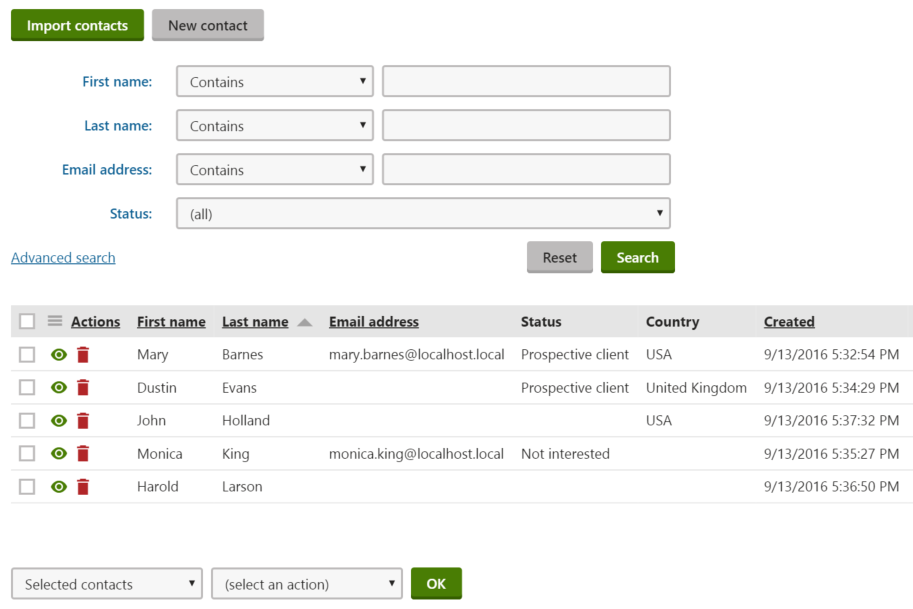 Import contacts New contact
First name: Contains
Last name: Contains
Email address: Contains
Status: (all)
Advanced search Reset Search
Actions First name Last name Email address Status Country Created
Mary Barnes mary.barnes@localhost.local Prospective client USA 9/13/2016 5:32:54 PM
Dustin Evans Prospective client United Kingdom 9/13/2016 5:34:29 PM
John Holland USA 9/13/2016 5:37:32 PM
Monica King monica.king@localhost.local Not interested 9/13/2016 5:35:27 PM
Harold Larson 9/13/2016 5:36:50 PM
Selected contacts (select an action) OK